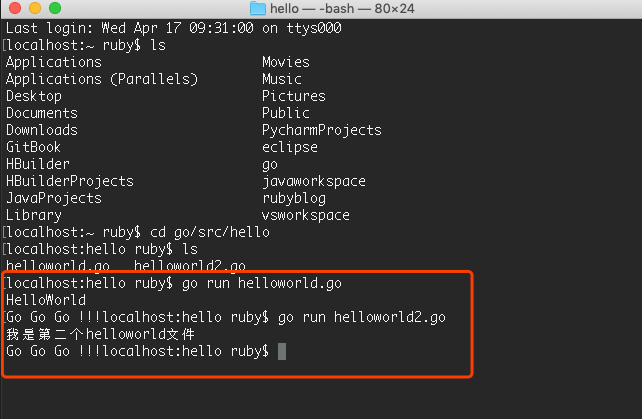 hello — -bash — 80×24
Last login: Wed Apr 17 09:31:00 on ttys000
[localhost:~ ruby$ ls
Applications Movies
Applications (Parallels) Music
Desktop Pictures
Documents Public
Downloads PycharmProjects
GitBook eclipse
HBuilder go
HBuilderProjects javaworkspace
JavaProjects rubyblog
Library vsworkspace
[localhost:~ ruby$ cd go/src/hello
[localhost:hello ruby$ ls
helloworld.go helloworld2.go
[localhost:hello ruby$ go run helloworld.go
HelloWorld
[Go Go Go !!!localhost:hello ruby$ go run helloworld2.go
我是第二个helloworld文件
Go Go Go !!!localhost:hello ruby$